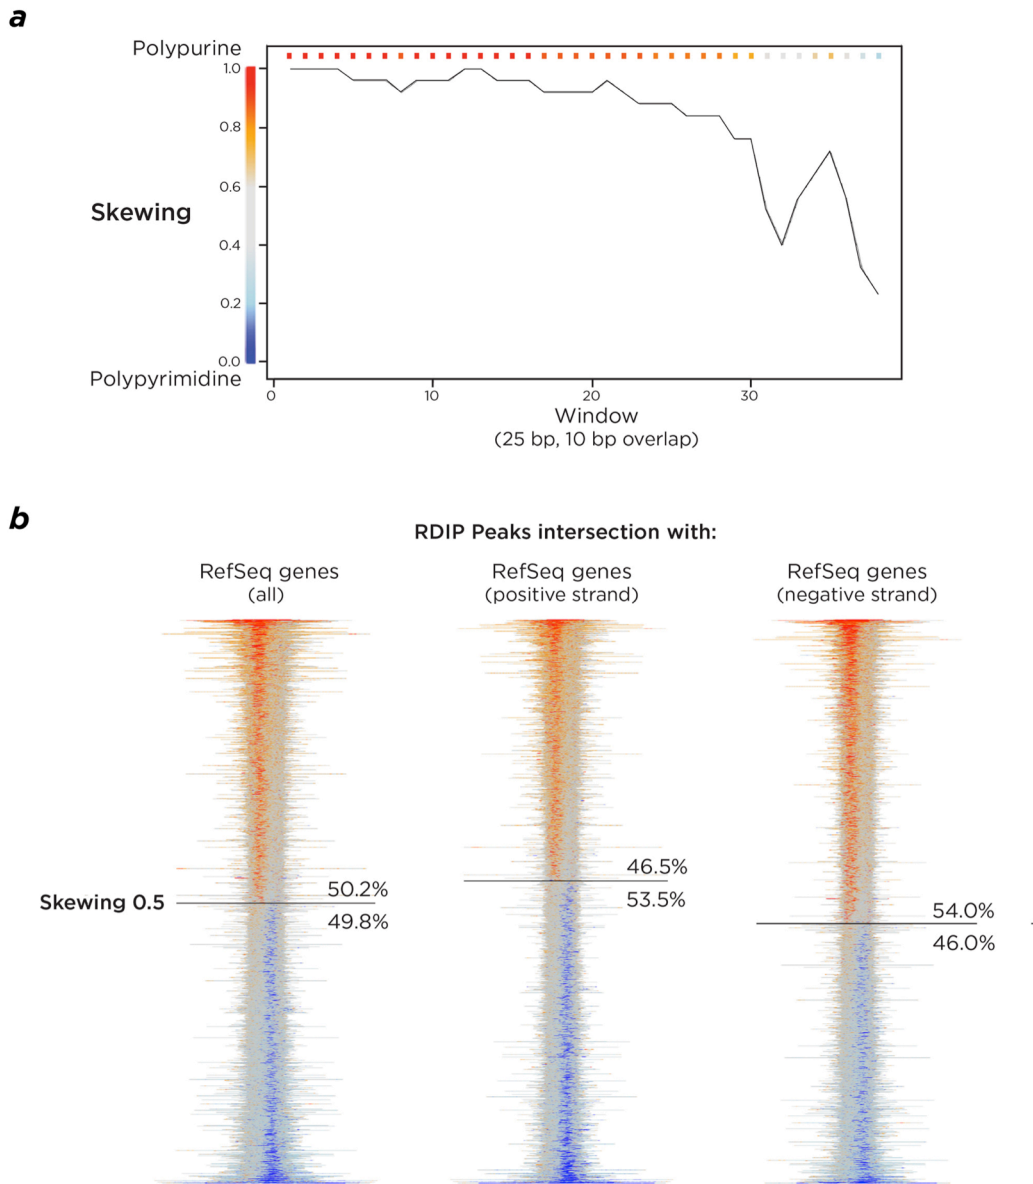 a
Polypurine
1.0
0.8
0.6
Skewing
0.4
0.2
0.0
Polypyrimidine
0
10
20
30
Window
(25 bp, 10 bp overlap)
b
RDIP Peaks intersection with:
RefSeq genes
(all)
RefSeq genes
(positive strand)
RefSeq genes
(negative strand)
Skewing 0.5
50.2%
49.8%
46.5%
53.5%
54.0%
46.0%